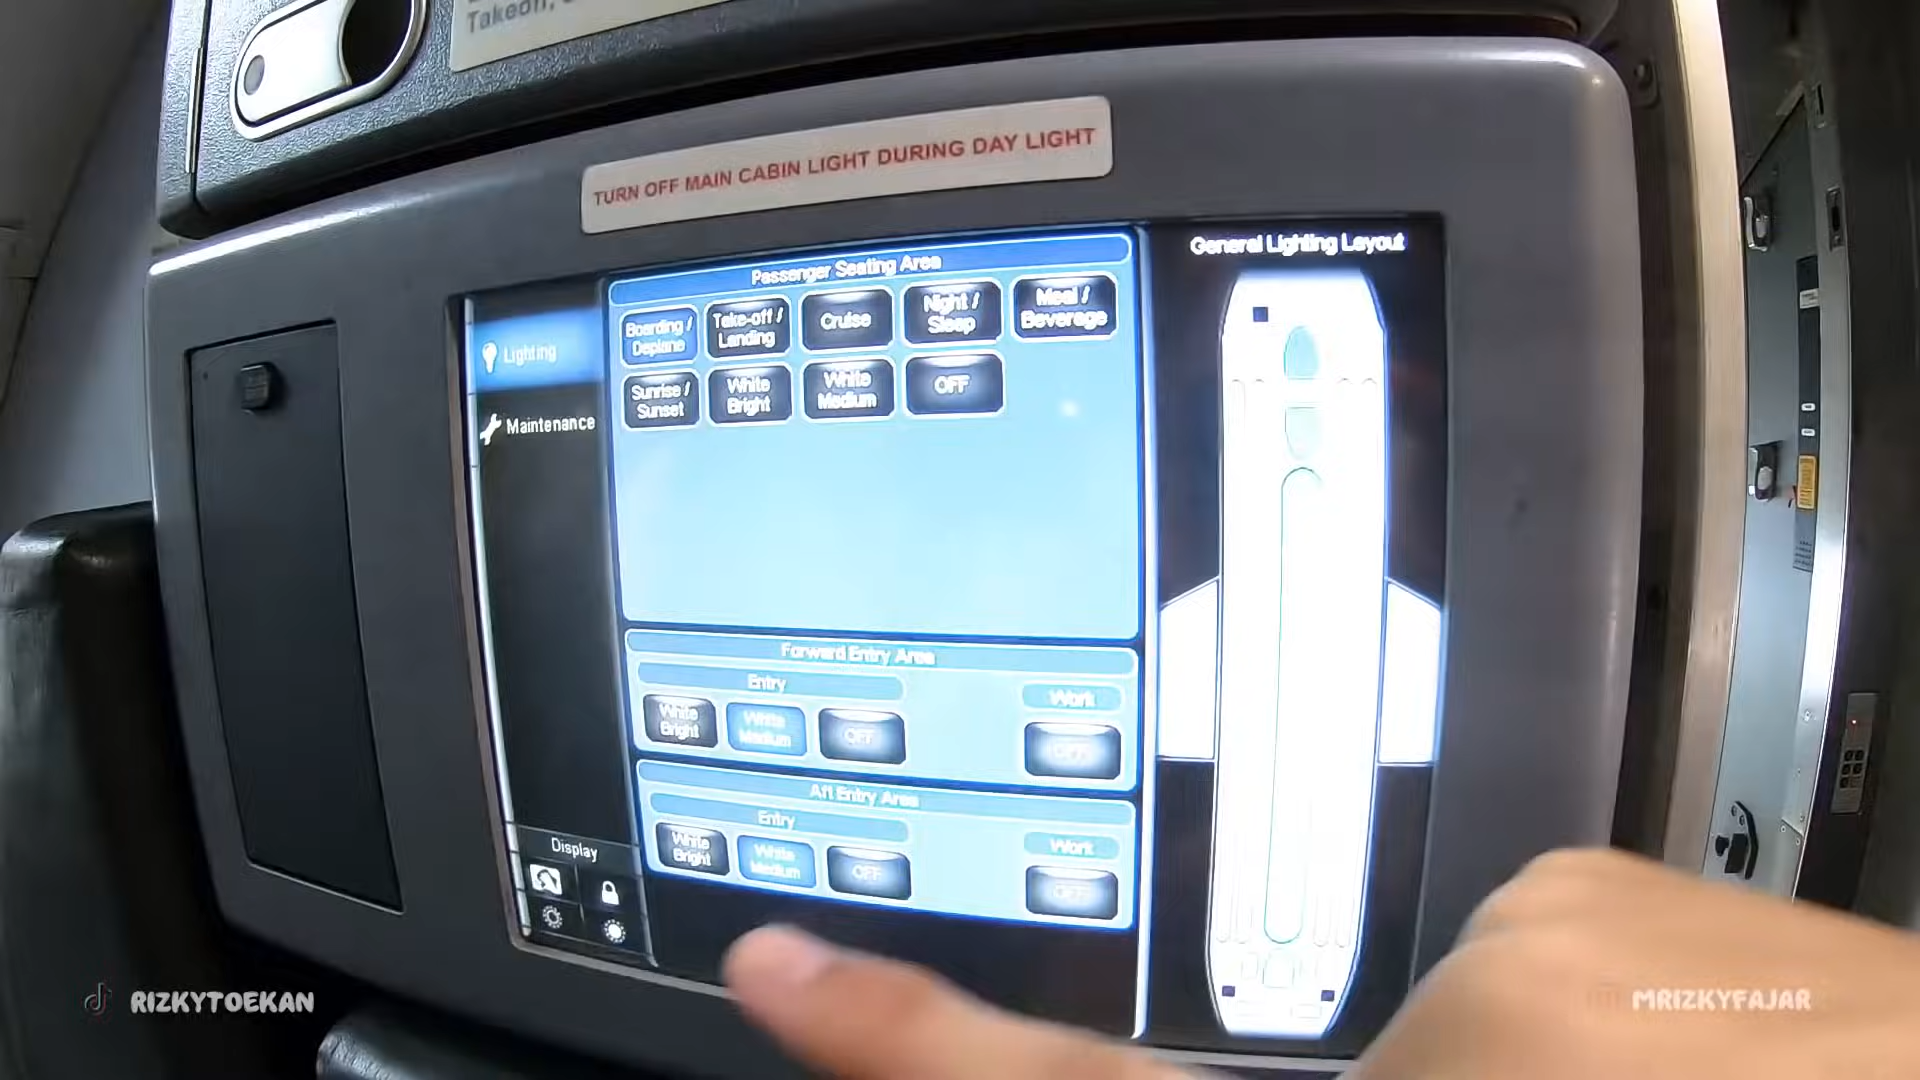 Takeoff,
TURN OFF MAIN CABIN LIGHT DURING DAY LIGHT
General Lighting Layout
Passenger Seating Area
Boarding /
Deplane
Take-off /
Landing
Cruise
Night /
Sleep
Meal /
Beverage
Sunrise /
Sunset
White
Bright
White
Medium
OFF
Lighting
Maintenance
Forward Entry Area
Entry
Work
White
Bright
White
Medium
OFF
OFF
Aft Entry Area
Entry
Work
White
Bright
White
Medium
OFF
OFF
Display
RIZKYTOEKAN
MRIZKYFAJAR